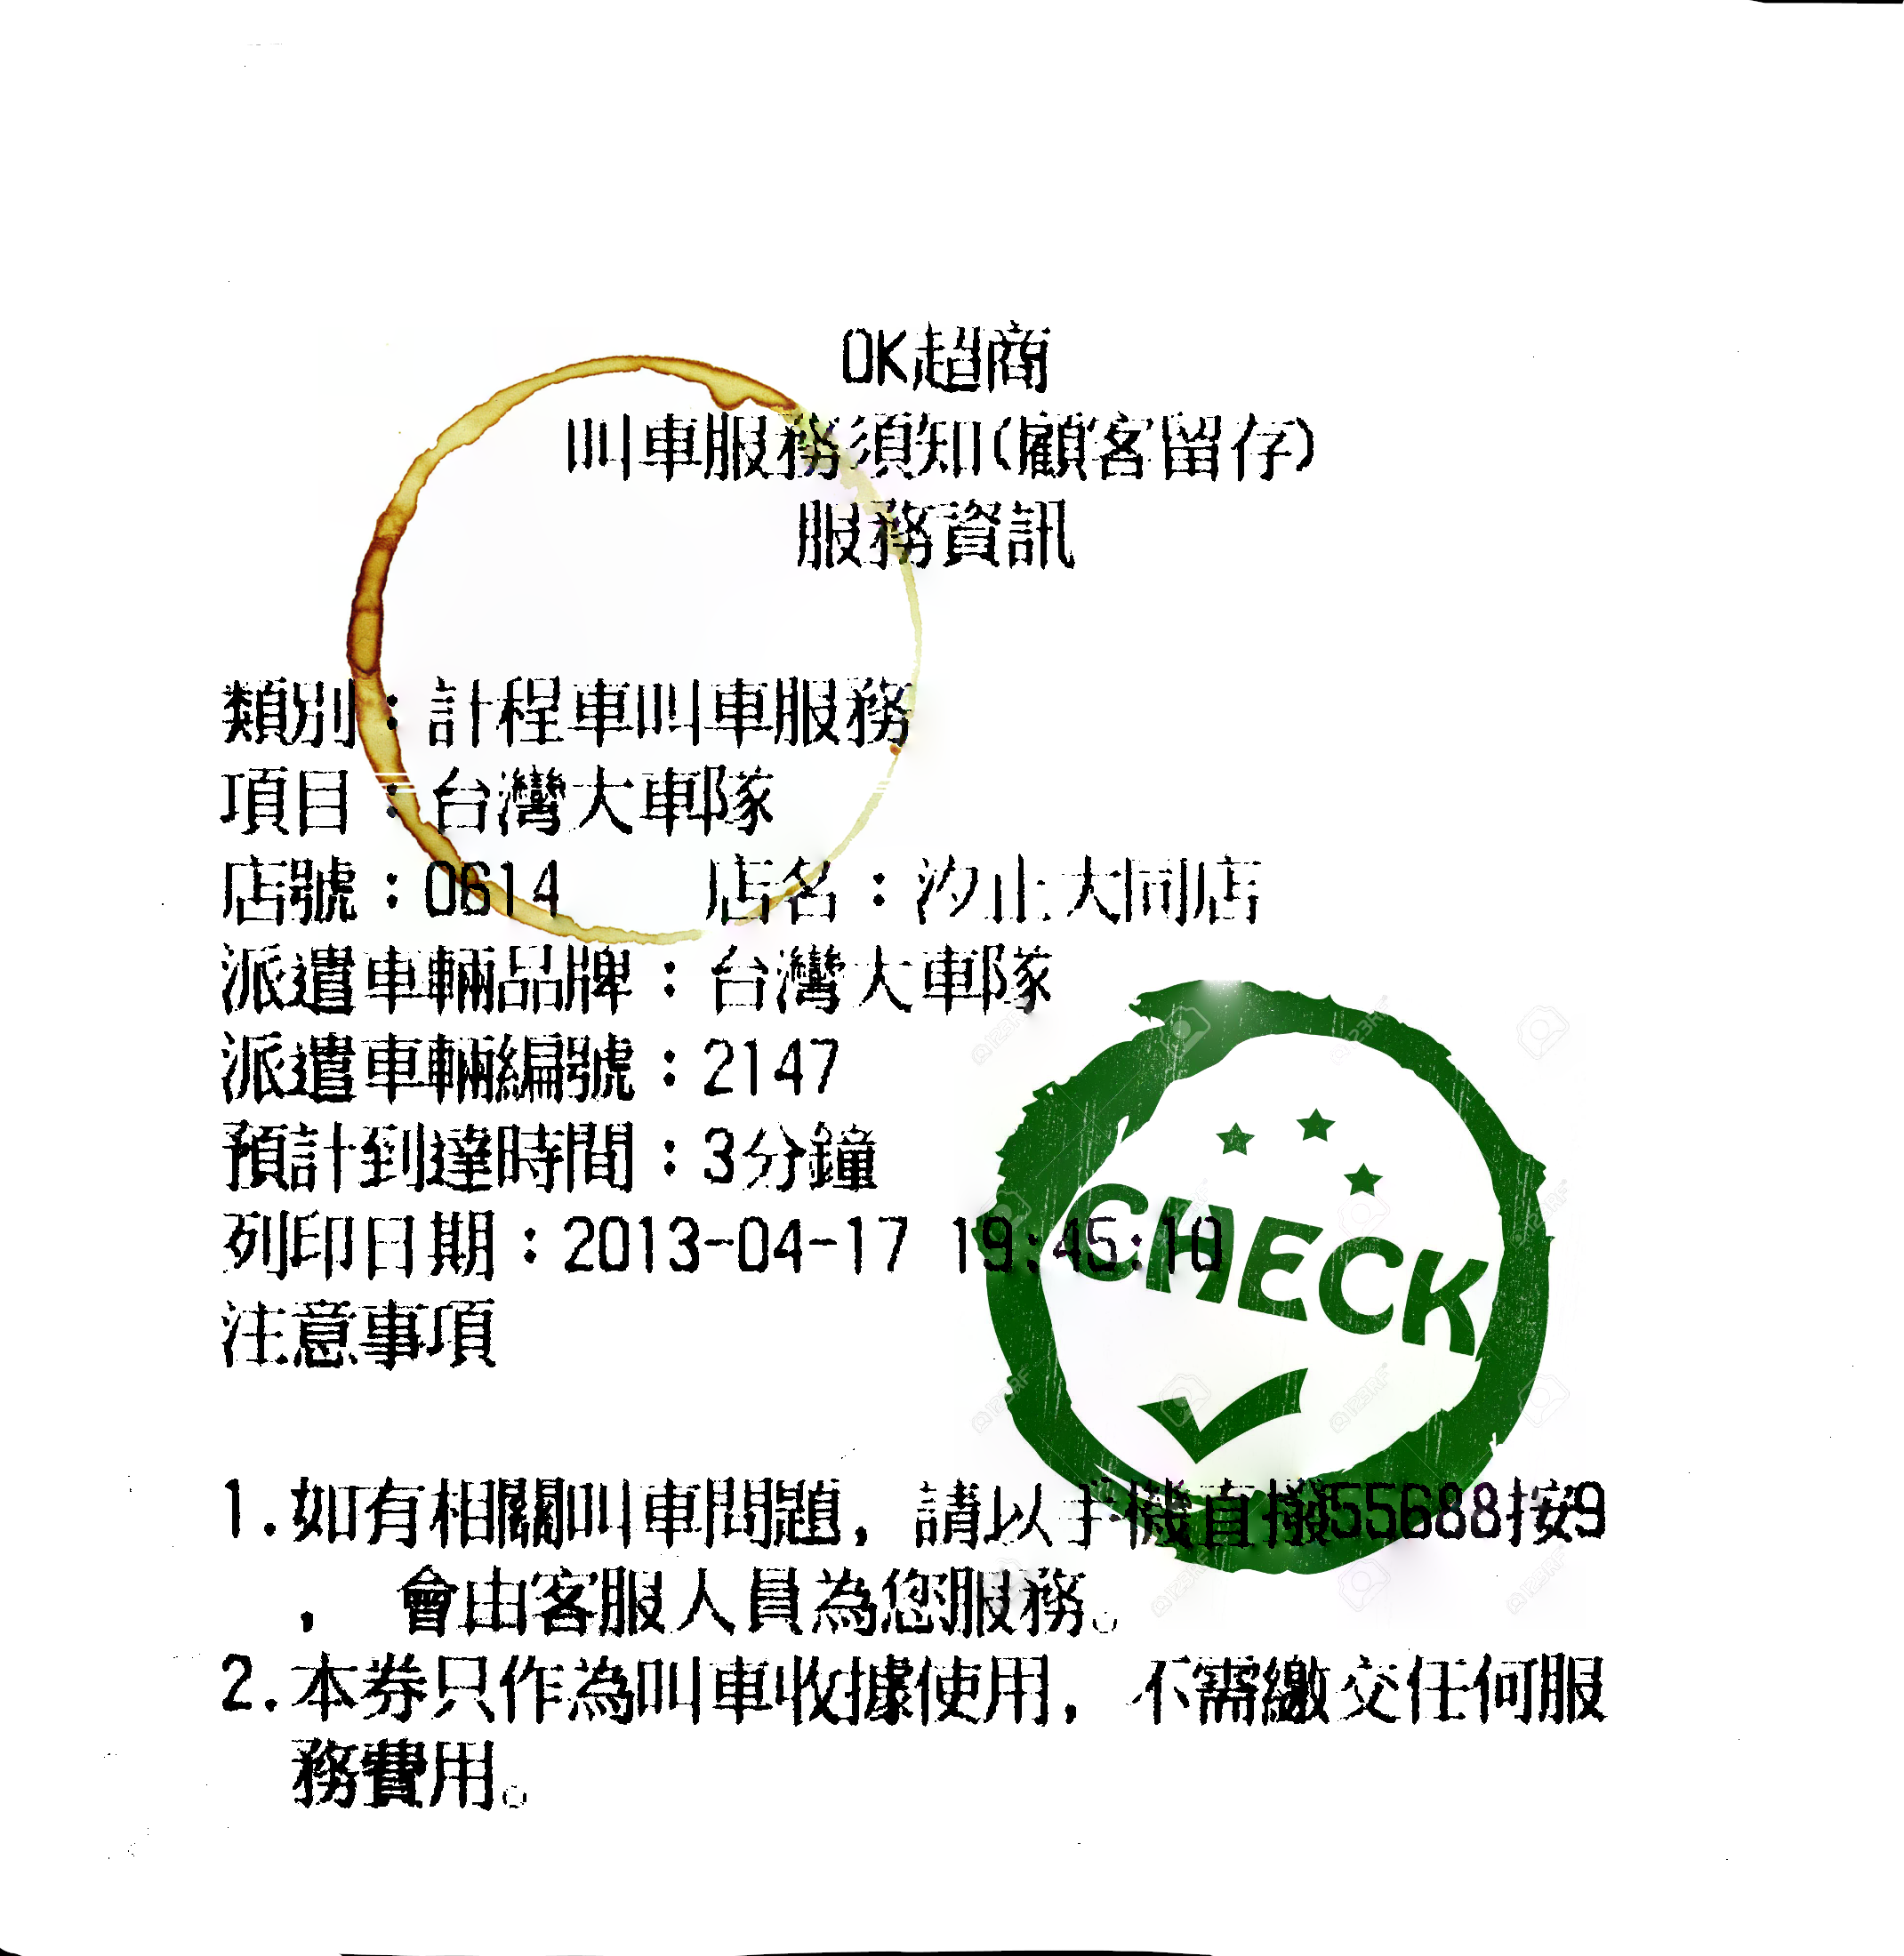 OK超商
叫車服務須知(顧客留存)
服務資訊
類別：計程車叫車服務
項目：台灣大車隊
店號：0614 店名：汐止大同店
派遣車輛品牌：台灣大車隊
派遣車輛編號：2147
預計到達時間：3分鐘
列印日期：2013-04-17 19:45:10
注意事項
CHECK
1.如有相關叫車問題，請以手機直撥55688按9
，會由客服人員為您服務。
2.本券只作為叫車收據使用，不需繳交任何服
務費用。